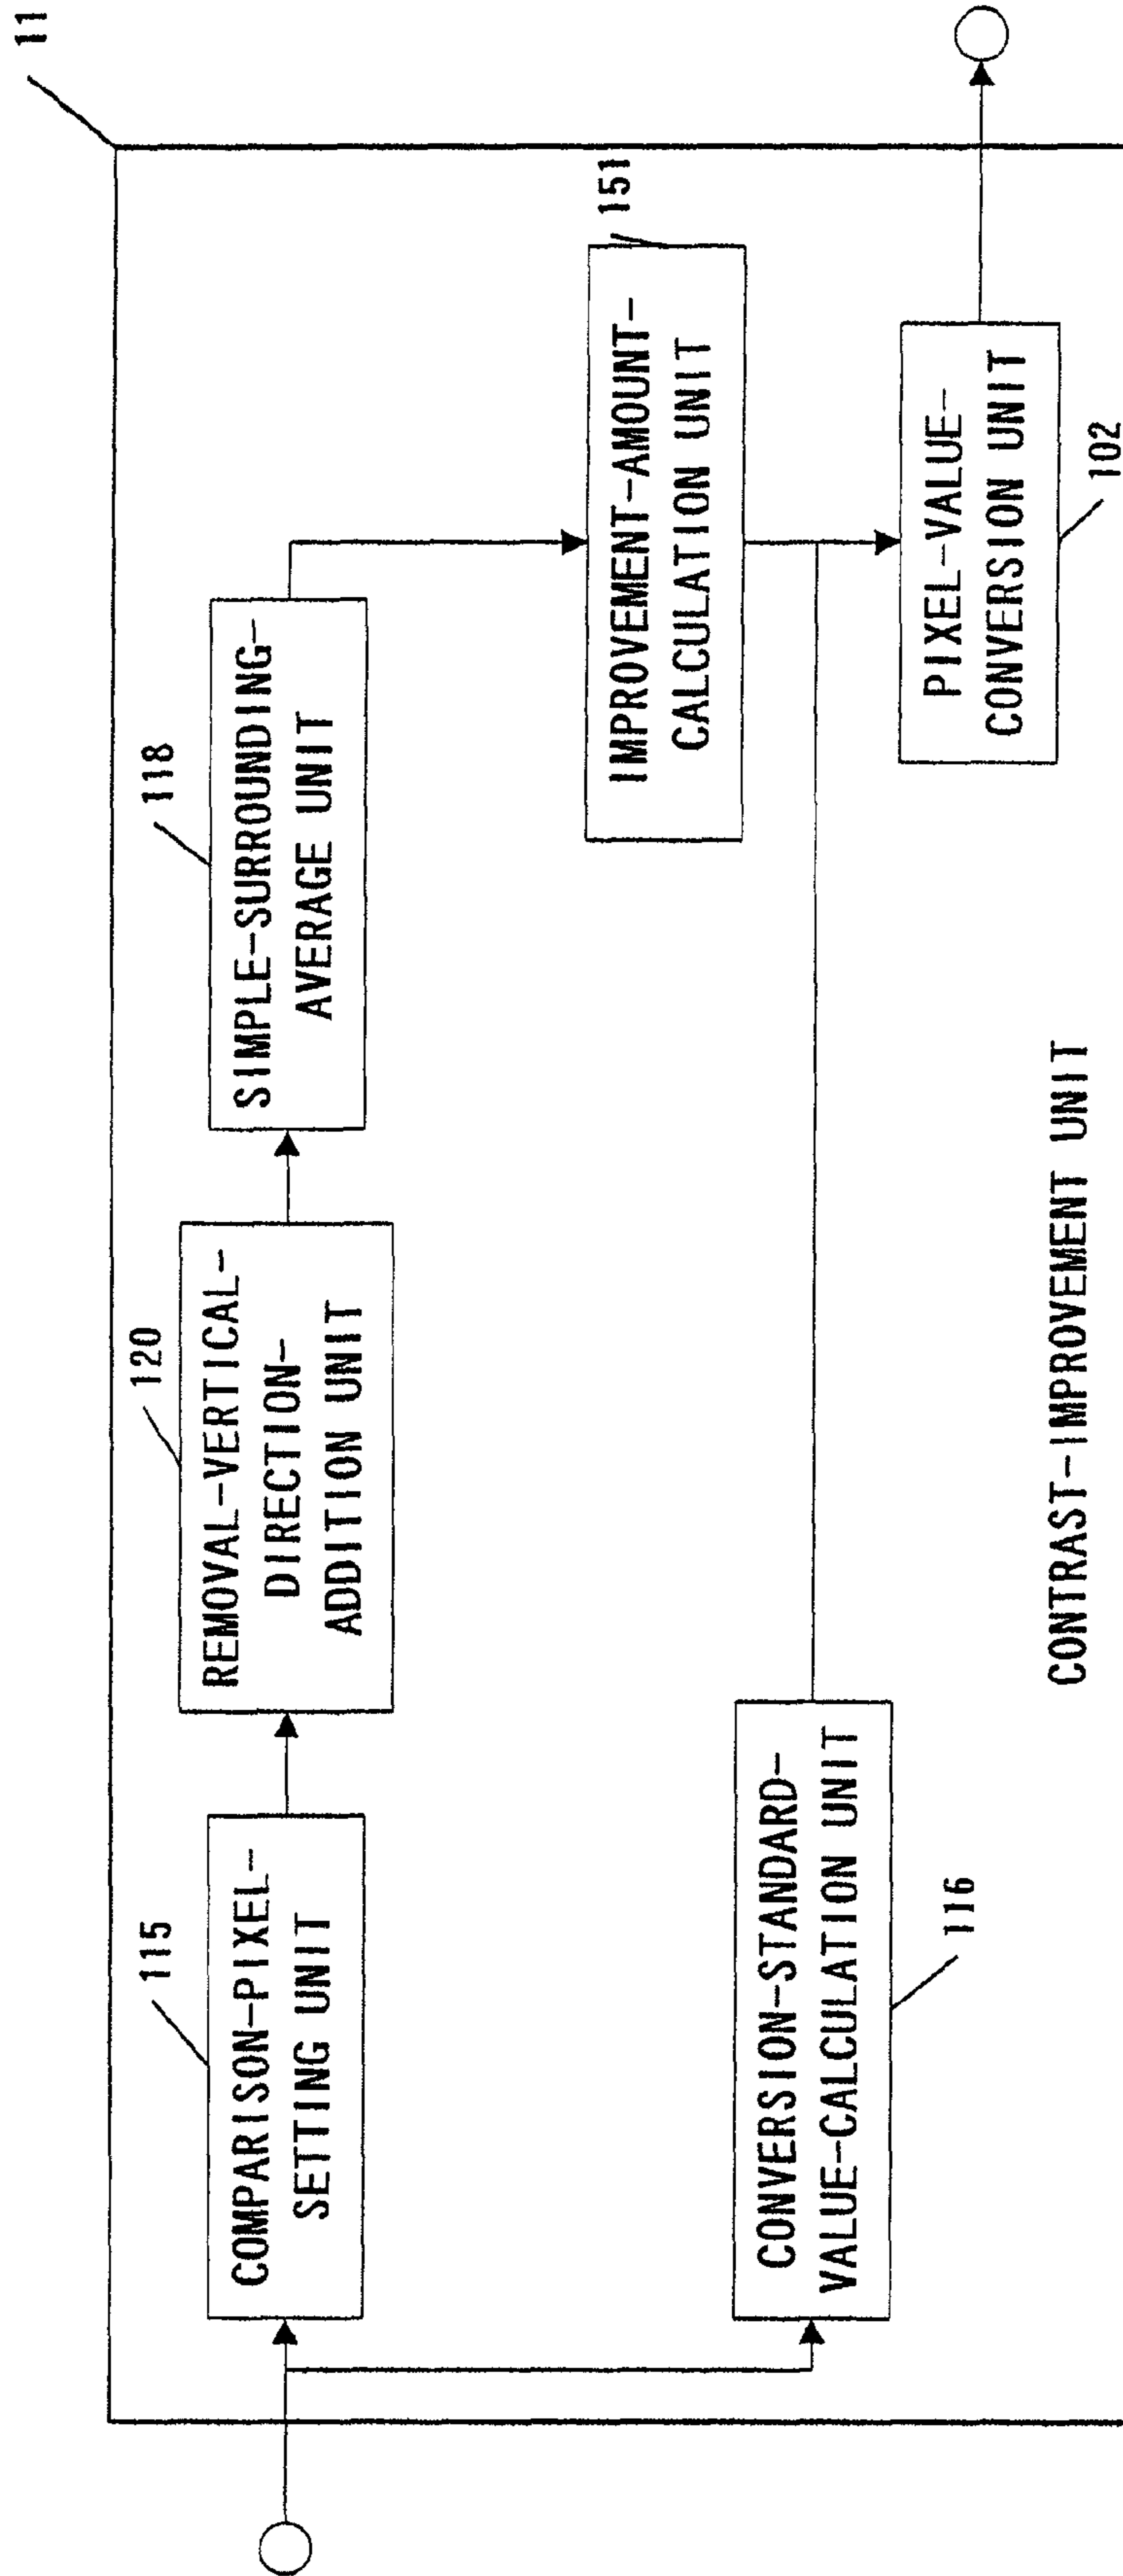 11
115
COMPARISON-PIXEL-
SETTING UNIT
120
REMOVAL-VERTICAL-
DIRECTION-
ADDITION UNIT
118
SIMPLE-SURROUNDING-
AVERAGE UNIT
151
IMPROVEMENT-AMOUNT-
CALCULATION UNIT
CONVERSION-STANDARD-
VALUE-CALCULATION UNIT
116
PIXEL-VALUE-
CONVERSION UNIT
102
CONTRAST-IMPROVEMENT UNIT